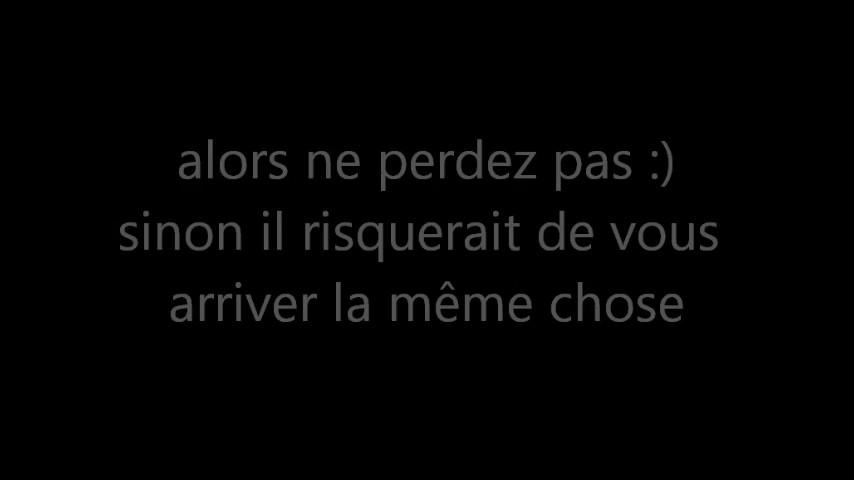 alors ne perdez pas :)
sinon il risquerait de vous
arriver la même chose